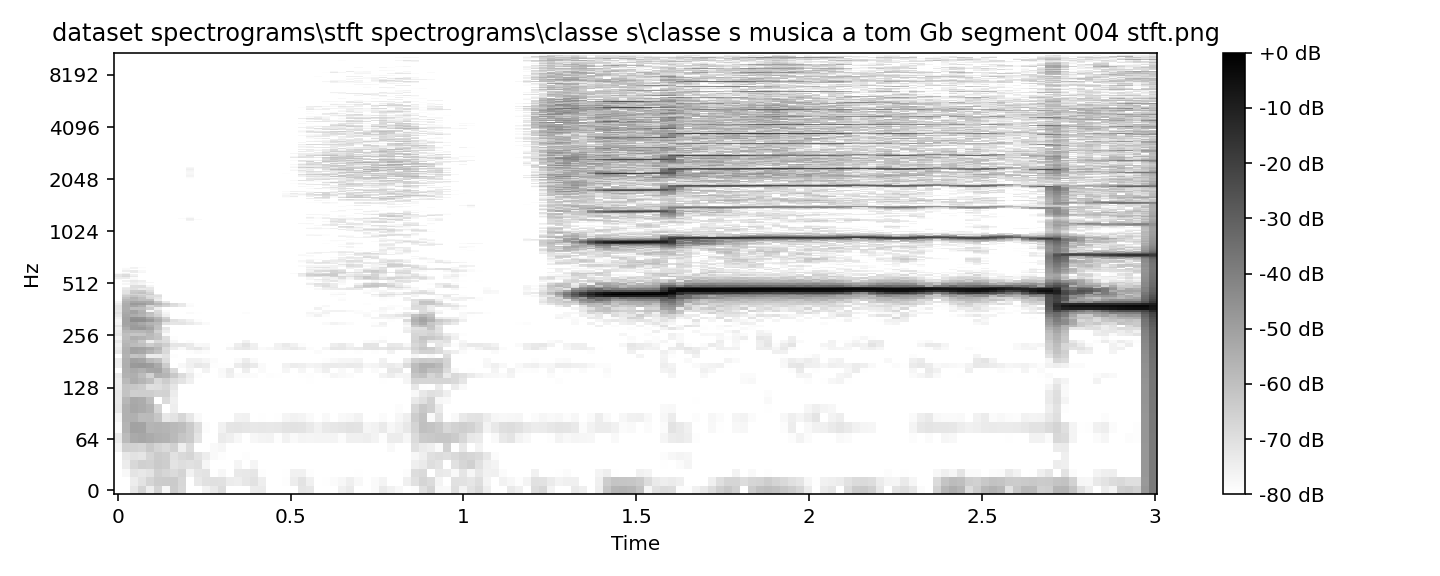 dataset spectrograms\stft spectrograms\classe s\classe s musica a tom Gb segment 004 stft.png
8192
4096
2048
1024
512
256
128
64
0
Hz
0
0.5
1
1.5
2
2.5
3
Time
+0 dB
-10 dB
-20 dB
-30 dB
-40 dB
-50 dB
-60 dB
-70 dB
-80 dB